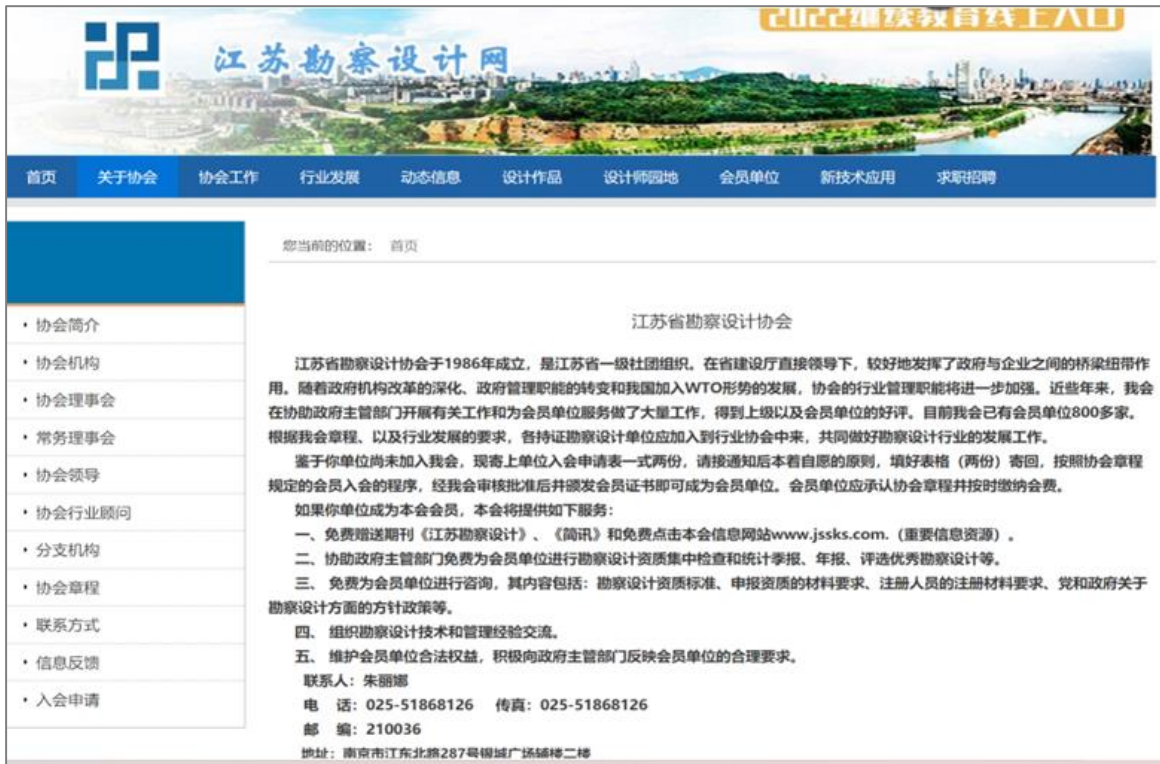 2022继续教育线上入口
江苏勘察设计网
首页 关于协会 协会工作 行业发展 动态信息 设计作品 设计师园地 会员单位 新技术应用 求职招聘
您当前的位置： 首页
· 协会简介
· 协会机构
· 协会理事会
· 常务理事会
· 协会领导
· 协会行业顾问
· 分支机构
· 协会章程
· 联系方式
· 信息反馈
· 入会申请
江苏省勘察设计协会
江苏省勘察设计协会于1986年成立，是江苏省一级社团组织。在省建设厅直接领导下，较好地发挥了政府与企业之间的桥梁纽带作
用。随着政府机构改革的深化、政府管理职能的转变和我国加入WTO形势的发展，协会的行业管理职能将进一步加强。近些年来，我会
在协助政府主管部门开展有关工作和为会员单位服务做了大量工作，得到上级以及会员单位的好评。目前我会已有会员单位800多家。
根据我会章程、以及行业发展的要求，各持证勘察设计单位应加入到行业协会中来，共同做好勘察设计行业的发展工作。
鉴于你单位尚未加入我会，现寄上单位入会申请表一式两份，请接通知后本着自愿的原则，填好表格（两份）寄回，按照协会章程
规定的会员入会的程序，经我会审核批准后并颁发会员证书即可成为会员单位。会员单位应承认协会章程并按时缴纳会费。
如果你单位成为本会会员，本会将提供如下服务：
一、免费赠送期刊《江苏勘察设计》、《简讯》和免费点击本会信息网站www.jssks.com.（重要信息资源）。
二、协助政府主管部门免费为会员单位进行勘察设计资质集中检查和统计季报、年报、评选优秀勘察设计等。
三、 免费为会员单位进行咨询，其内容包括：勘察设计资质标准、申报资质的材料要求、注册人员的注册材料要求、党和政府关于
勘察设计方面的方针政策等。
四、 组织勘察设计技术和管理经验交流。
五、 维护会员单位合法权益，积极向政府主管部门反映会员单位的合理要求。
联系人：朱丽娜
电 话：025-51868126 传真：025-51868126
邮 编：210036
地址：南京市江东北路287号银城广场辅楼二楼